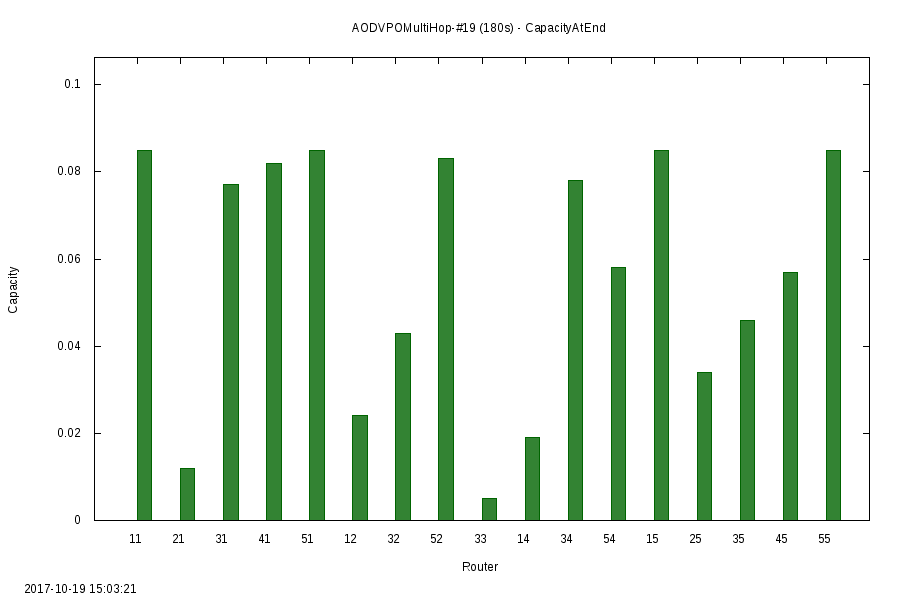 AODVPOMultiHop-#19 (180s) - CapacityAtEnd
0.1
0.08
0.06
0.04
0.02
0
Capacity
11 21 31 41 51 12 32 52 33 14 34 54 15 25 35 45 55
Router
2017-10-19 15:03:21